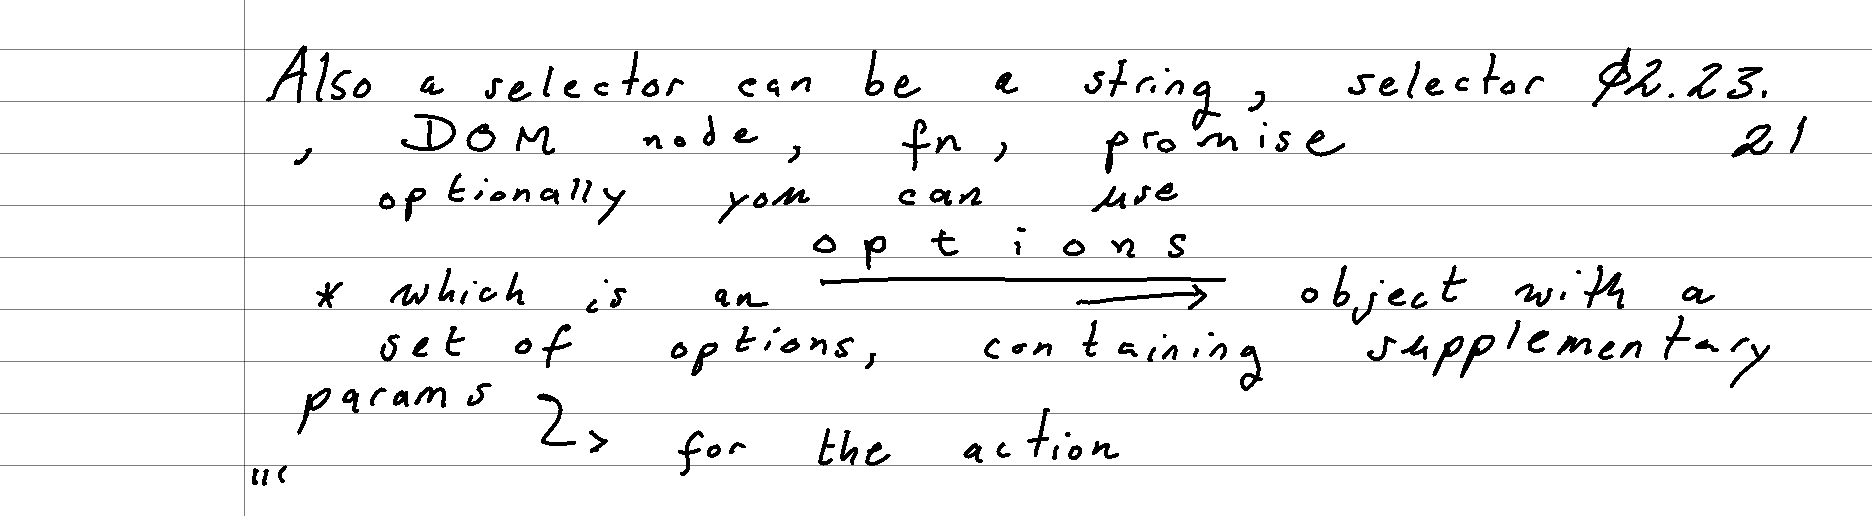 Also a selector can be a string, selector $2.23.
, DOM node, fn, promise 21
optionally you can use
options
* which is an → object with a
set of options, containing supplementary
params
→ for the action